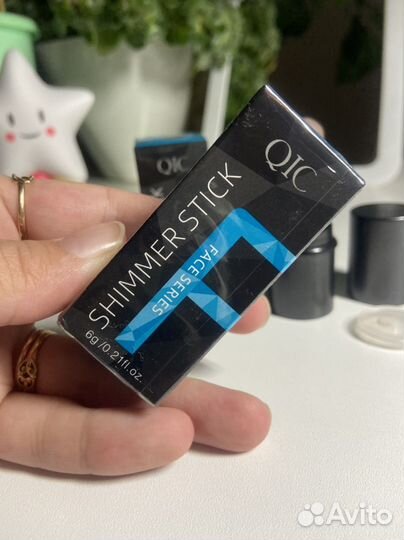 QIC
SHIMMER STICK
FACE SERIES
6g /0.21fl.oz.
QIC
Avito